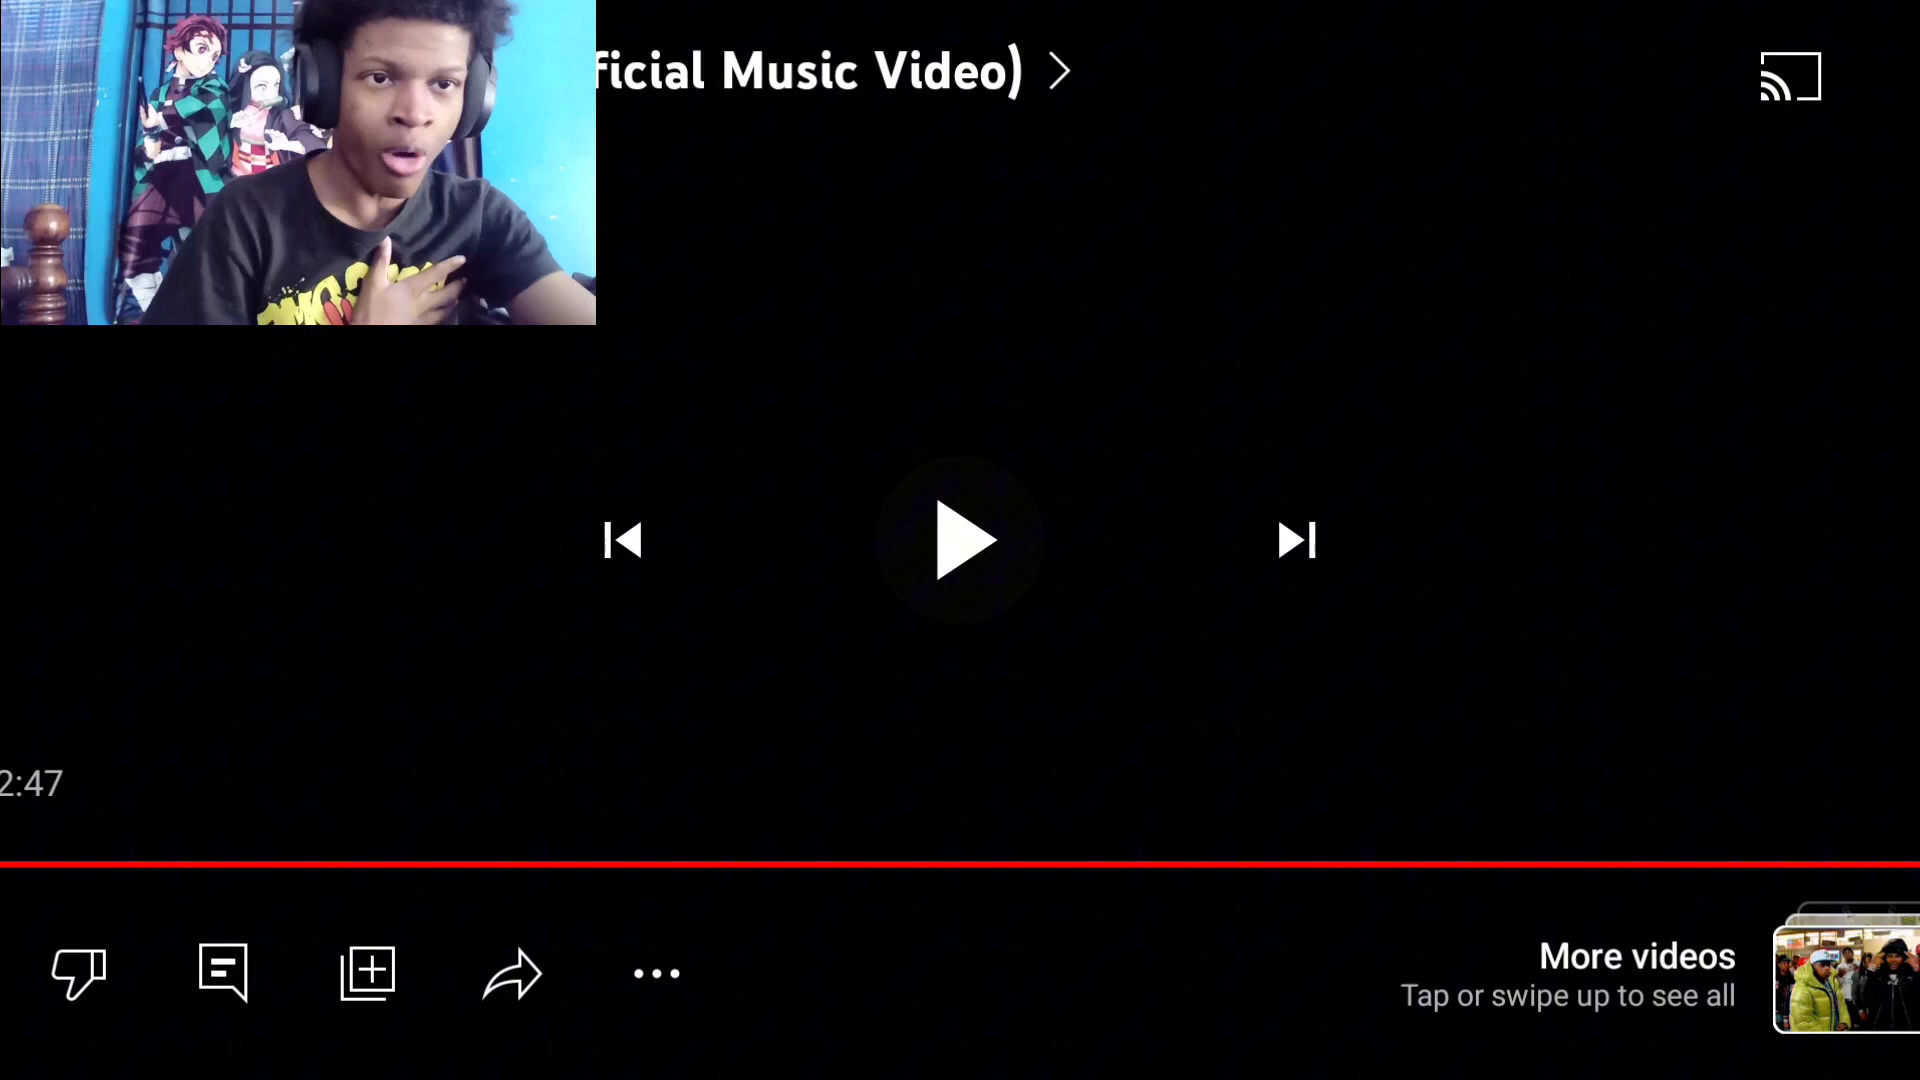 ficial Music Video)
2:47
More videos
Tap or swipe up to see all